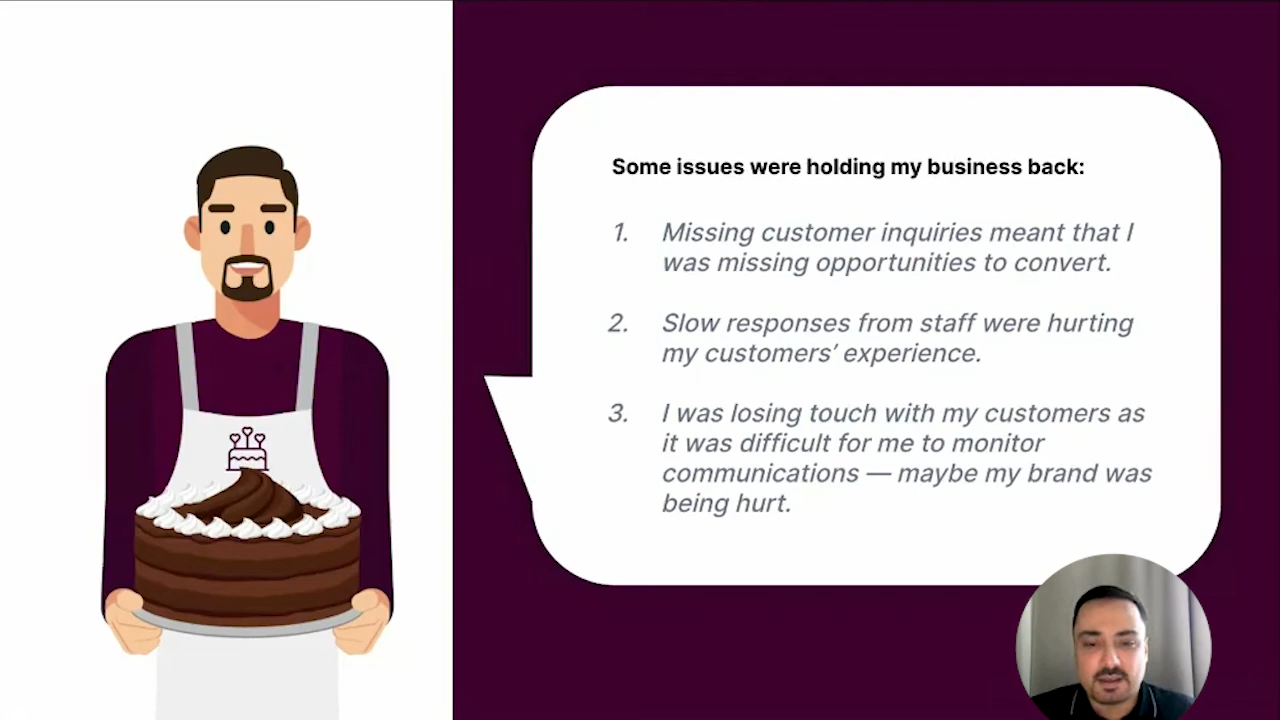 Some issues were holding my business back:
1. Missing customer inquiries meant that I
was missing opportunities to convert.
2. Slow responses from staff were hurting
my customers’ experience.
3. I was losing touch with my customers as
it was difficult for me to monitor
communications — maybe my brand was
being hurt.